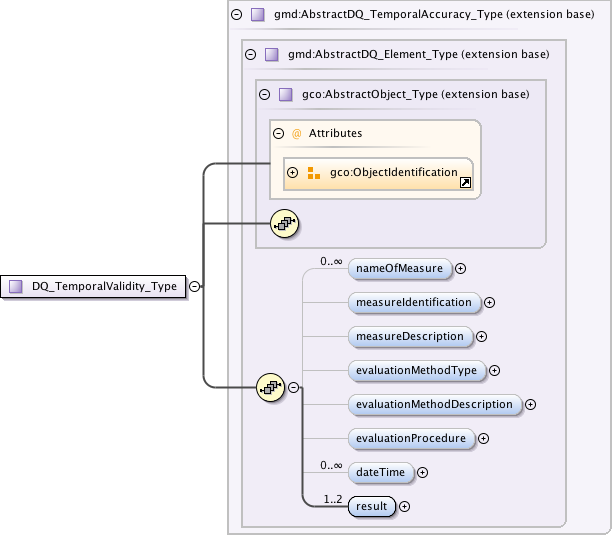 gmd:AbstractDQ_TemporalAccuracy_Type (extension base)
gmd:AbstractDQ_Element_Type (extension base)
gco:AbstractObject_Type (extension base)
@ Attributes
gco:ObjectIdentification
DQ_TemporalValidity_Type
0..∞
nameOfMeasure
measureIdentification
measureDescription
evaluationMethodType
evaluationMethodDescription
evaluationProcedure
0..∞
dateTime
1..2
result